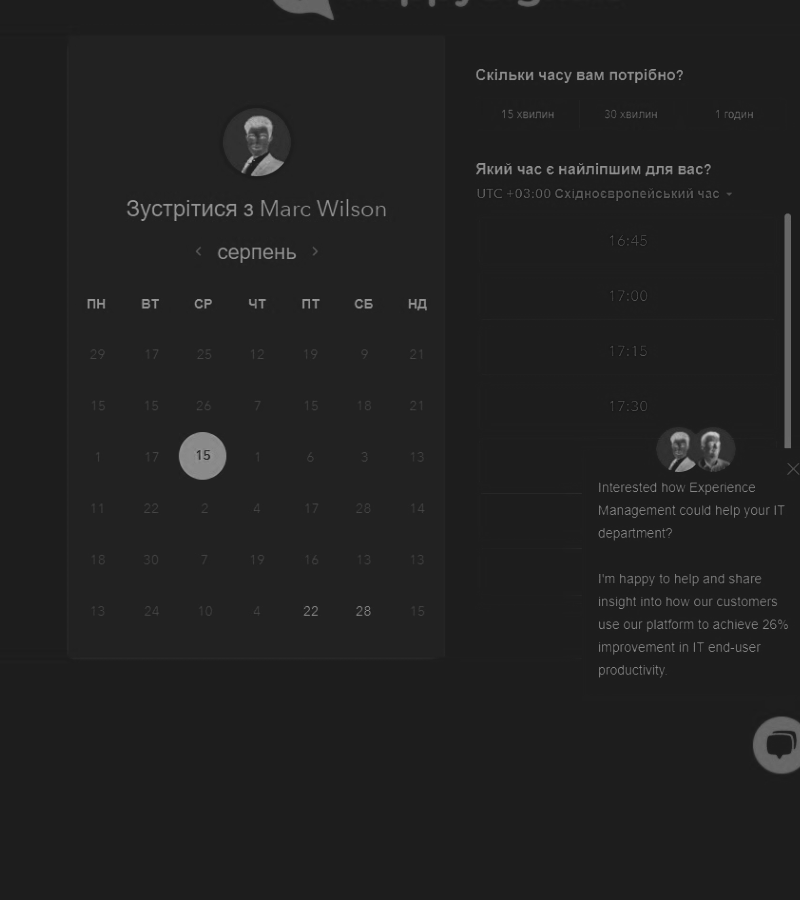 Зустрітися з Marc Wilson
серпень
ПН ВТ СР ЧТ ПТ СБ НД
29 17 25 12 19 9 21
15 15 26 7 15 18 21
1 17 15 1 6 3 13
11 22 2 4 17 28 14
18 30 7 19 16 13 13
13 24 10 4 22 28 15
Скільки часу вам потрібно?
15 хвилин 30 хвилин 1 годин
Який час є найліпшим для вас?
UTC +03:00 Східноєвропейський час
16:45
17:00
17:15
17:30
Interested how Experience
Management could help your IT
department?
I'm happy to help and share
insight into how our customers
use our platform to achieve 26%
improvement in IT end-user
productivity.